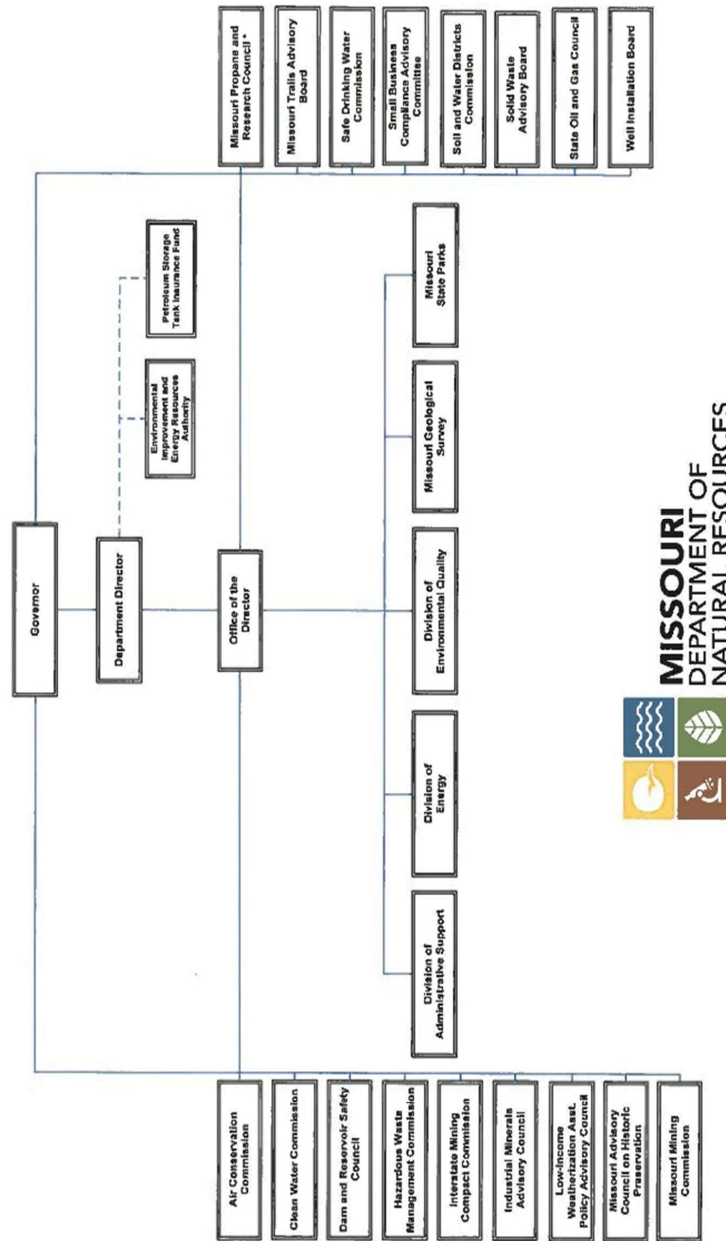 Governor
Department Director
Environmental
Improvement and
Energy Resources
Authority
Petroleum Storage
Tank Insurance Fund
Office of the
Director
Air Conservation
Commission
Clean Water Commission
Dam and Reservoir Safety
Council
Hazardous Waste
Management Commission
Interstate Mining
Compact Commission
Industrial Minerals
Advisory Council
Low-Income
Weatherization Asst.
Policy Advisory Council
Missouri Advisory
Council on Historic
Preservation
Missouri Mining
Commission
Division of
Administrative Support
Division of
Energy
Division of
Environmental Quality
Missouri Geological
Survey
Missouri
State Parks
Missouri Propane and
Research Council *
Missouri Trails Advisory
Board
Safe Drinking Water
Commission
Small Business
Compliance Advisory
Committee
Soil and Water Districts
Commission
Solid Waste
Advisory Board
State Oil and Gas Council
Well Installation Board
MISSOURI
DEPARTMENT OF
NATURAL RESOURCES